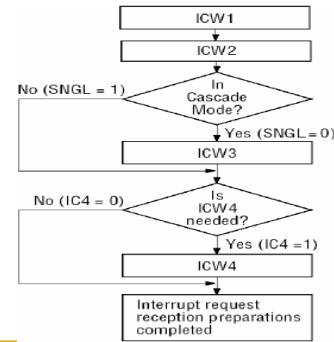 ICW1
ICW2
In
Cascade
Mode?
No (SNGL = 1)
Yes (SNGL=0)
ICW3
Is
ICW4
needed?
No (IC4 = 0)
Yes (IC4 =1)
ICW4
Interrupt request
reception preparations
completed